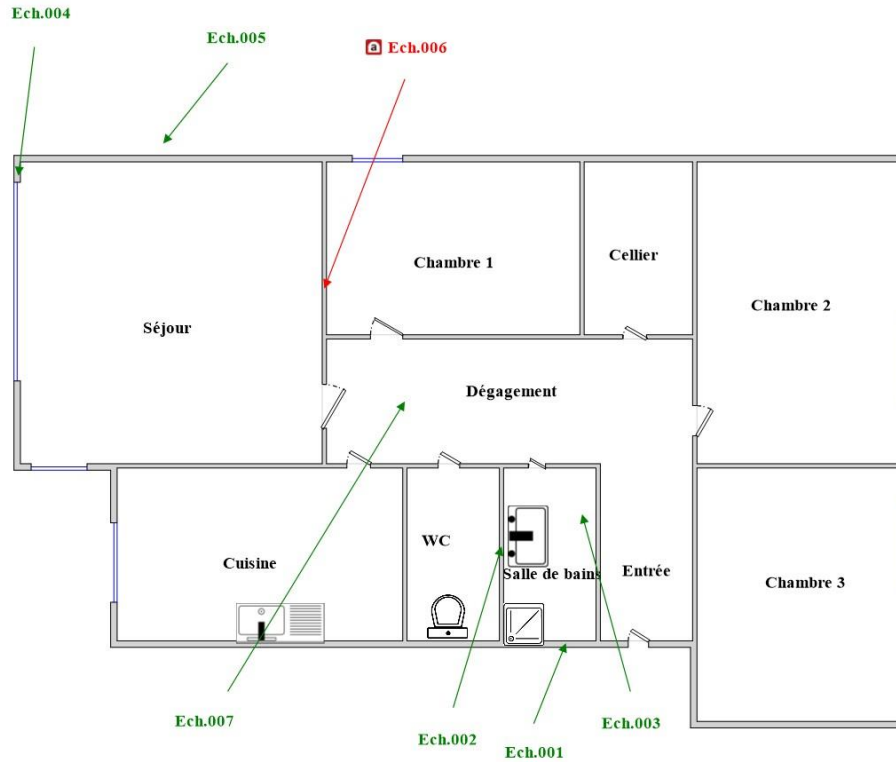 Ech.004
Ech.005
a Ech.006
Chambre 1
Cellier
Chambre 2
Séjour
Dégagement
WC
Cuisine
Salle de bains
Entrée
Chambre 3
Ech.007
Ech.002
Ech.001
Ech.003